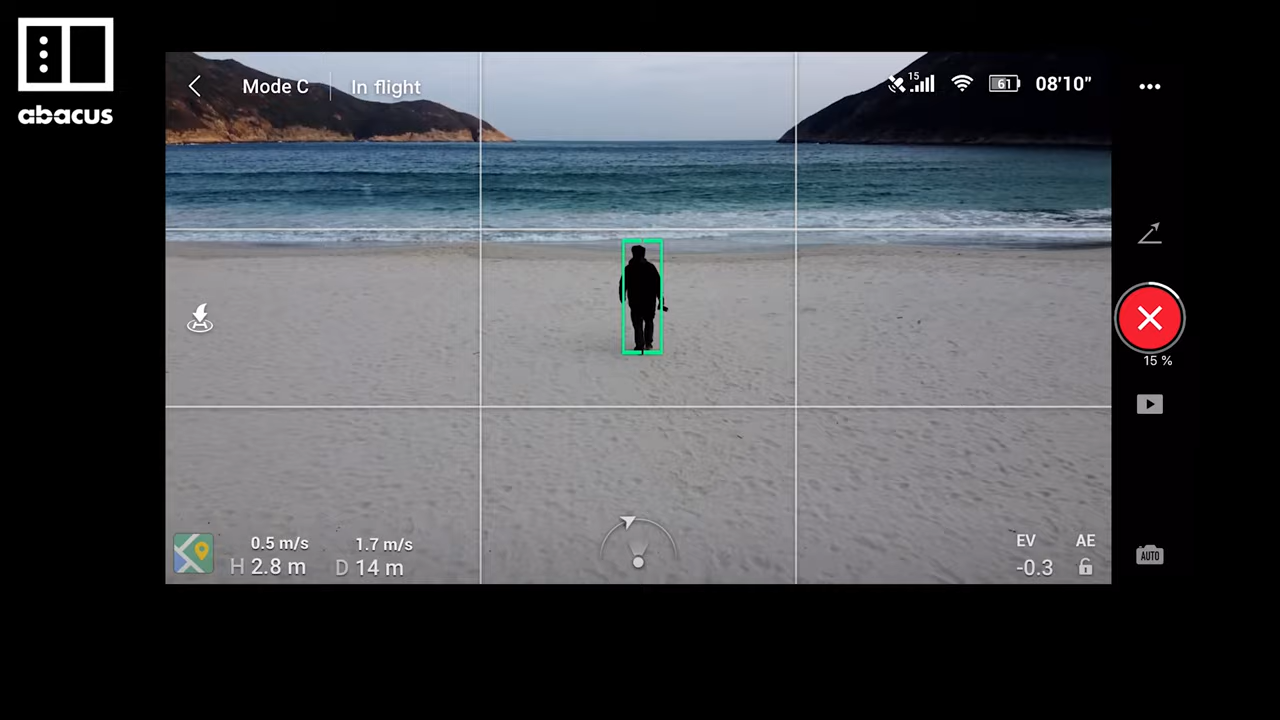 abacus
Mode C In flight 15 61 08'10"
15 %
0.5 m/s 1.7 m/s EV AE
H 2.8 m D 14 m -0.3
AUTO